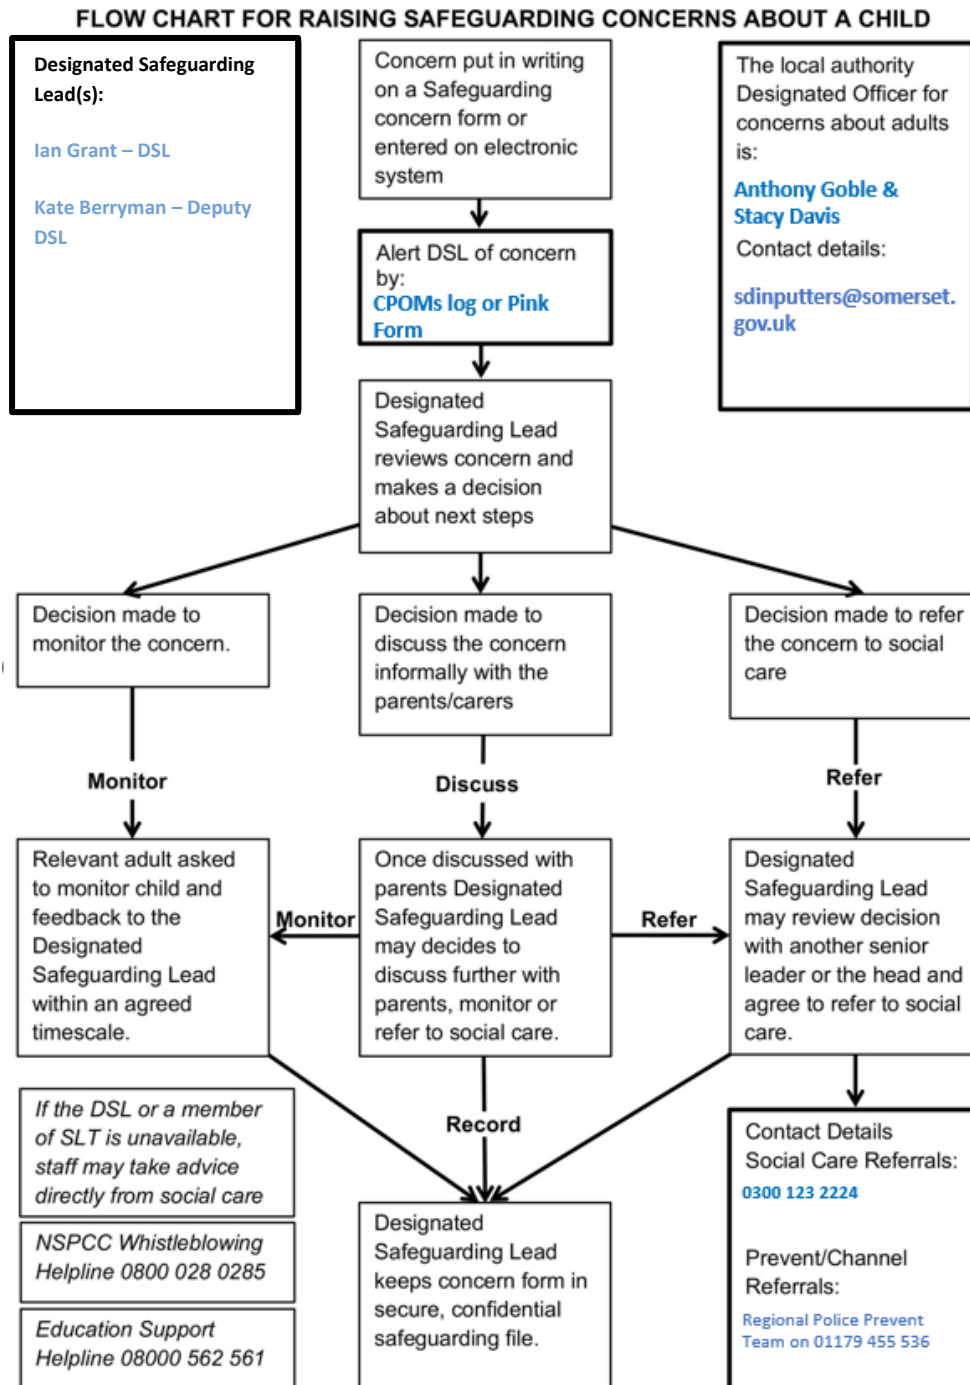 FLOW CHART FOR RAISING SAFEGUARDING CONCERNS ABOUT A CHILD
Designated Safeguarding
Lead(s):
Ian Grant – DSL
Kate Berryman – Deputy
DSL
Concern put in writing
on a Safeguarding
concern form or
entered on electronic
system
The local authority
Designated Officer for
concerns about adults
is:
Anthony Goble &
Stacy Davis
Contact details:
sdinputters@somerset.
gov.uk
Alert DSL of concern
by:
CPOMs log or Pink
Form
Designated
Safeguarding Lead
reviews concern and
makes a decision
about next steps
Decision made to
monitor the concern.
Decision made to
discuss the concern
informally with the
parents/carers
Decision made to refer
the concern to social
care
Monitor
Discuss
Refer
Relevant adult asked
to monitor child and
feedback to the
Designated
Safeguarding Lead
within an agreed
timescale.
Monitor
Once discussed with
parents Designated
Safeguarding Lead
may decides to
discuss further with
parents, monitor or
refer to social care.
Refer
Designated
Safeguarding Lead
may review decision
with another senior
leader or the head and
agree to refer to social
care.
Record
If the DSL or a member
of SLT is unavailable,
staff may take advice
directly from social care
NSPCC Whistleblowing
Helpline 0800 028 0285
Education Support
Helpline 08000 562 561
Designated
Safeguarding Lead
keeps concern form in
secure, confidential
safeguarding file.
Contact Details
Social Care Referrals:
0300 123 2224
Prevent/Channel
Referrals:
Regional Police Prevent
Team on 01179 455 536